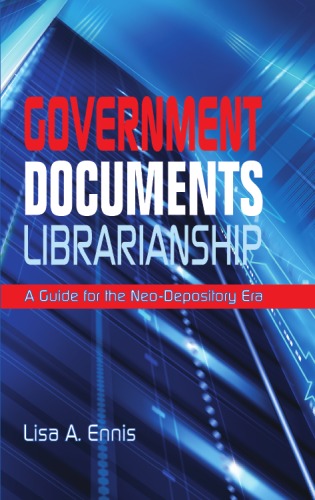 GOVERNMENT
DOCUMENTS
LIBRARIANSHIP
A Guide for the Neo-Depository Era
Lisa A. Ennis